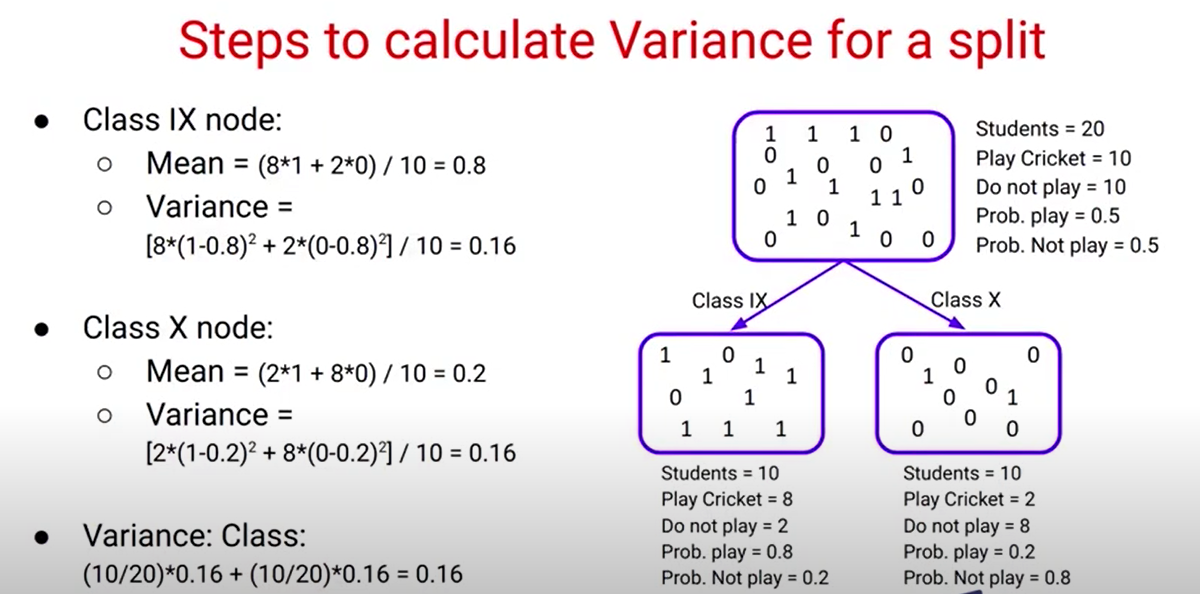 Steps to calculate Variance for a split
● Class IX node:
○ Mean = (8*1 + 2*0) / 10 = 0.8
○ Variance =
[8*(1-0.8)² + 2*(0-0.8)²] / 10 = 0.16
● Class X node:
○ Mean = (2*1 + 8*0) / 10 = 0.2
○ Variance =
[2*(1-0.2)² + 8*(0-0.2)²] / 10 = 0.16
● Variance: Class:
(10/20)*0.16 + (10/20)*0.16 = 0.16
1 1 1 0
0 0 0 1
0 1 1 1 1 0
1 0 1
0 0 0
Students = 20
Play Cricket = 10
Do not play = 10
Prob. play = 0.5
Prob. Not play = 0.5
Class IX
Class X
1 0 1
1 1
0 1
1 1 1
Students = 10
Play Cricket = 8
Do not play = 2
Prob. play = 0.8
Prob. Not play = 0.2
0 0 0
1 0
0 1
0 0 0
Students = 10
Play Cricket = 2
Do not play = 8
Prob. play = 0.2
Prob. Not play = 0.8